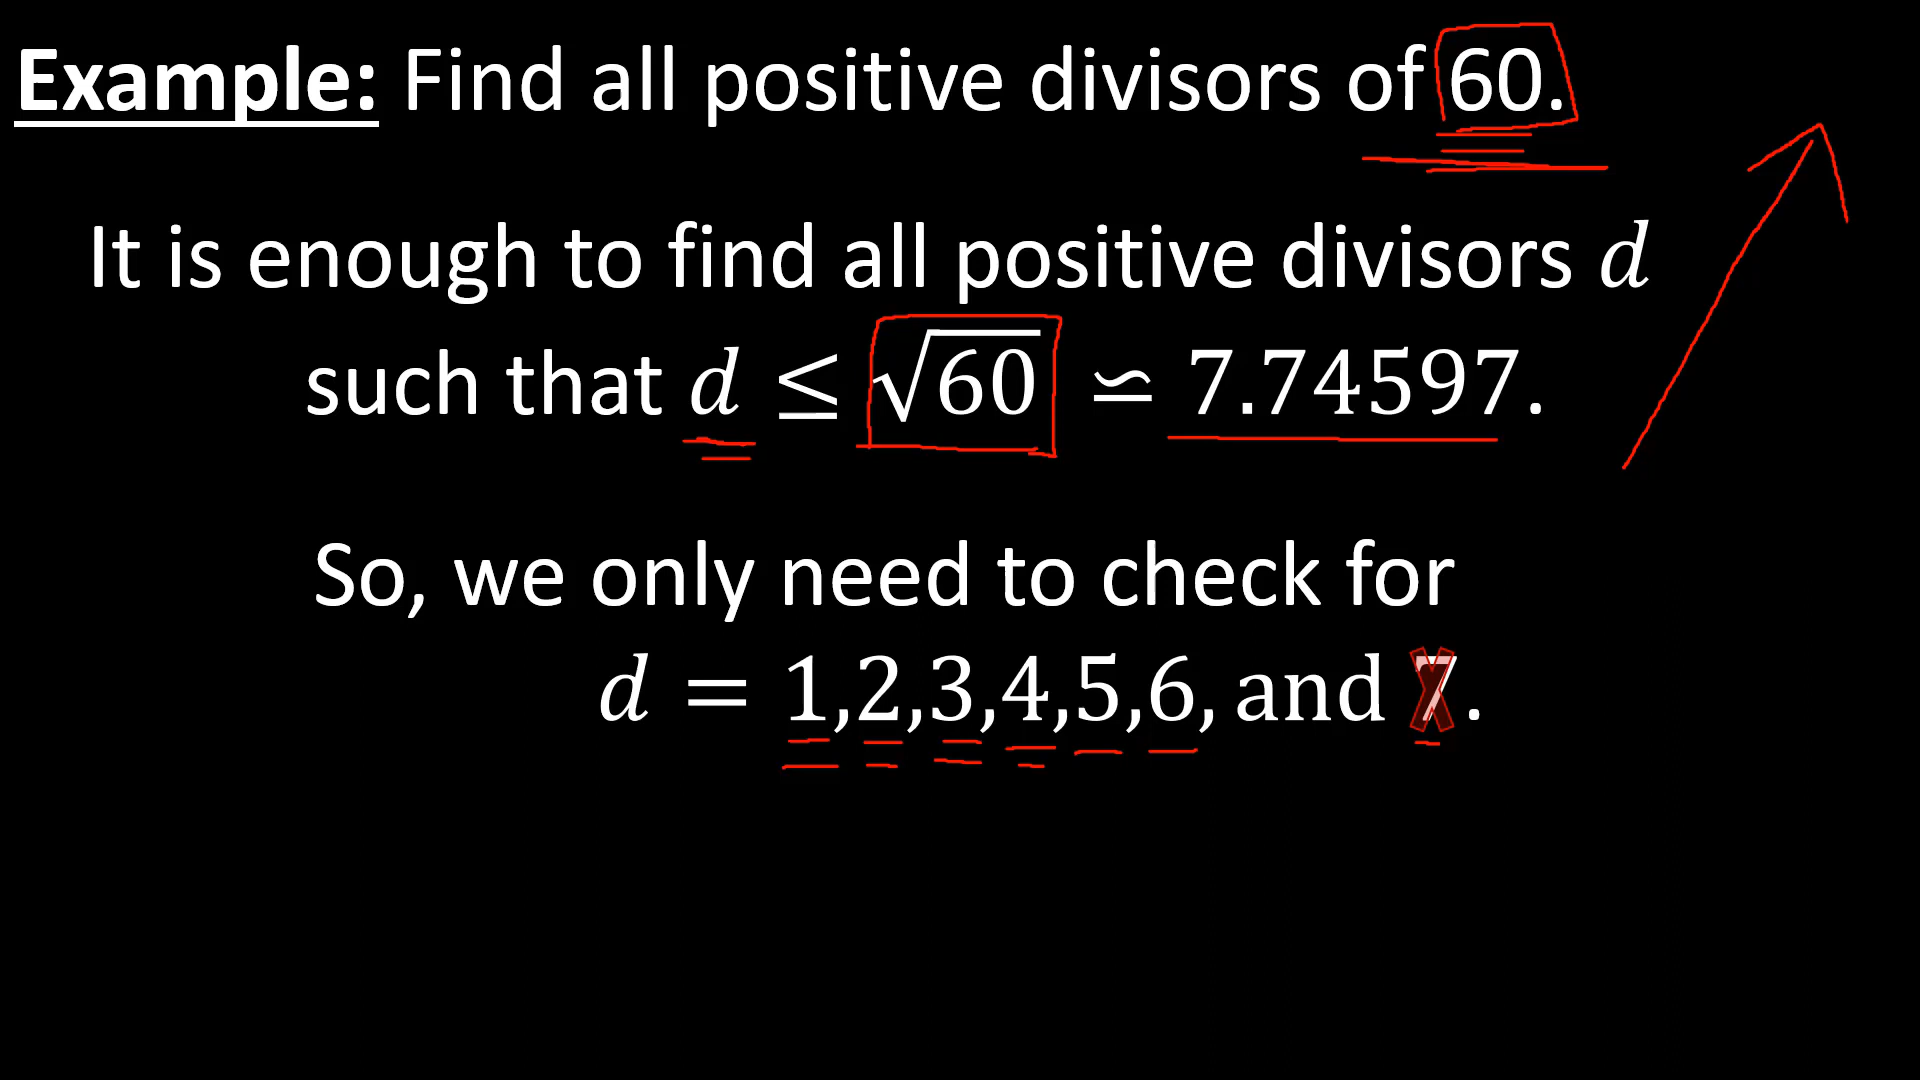 Example: Find all positive divisors of 60.
It is enough to find all positive divisors d
such that d ≤ √60 ≃ 7.74597.
So, we only need to check for
d = 1,2,3,4,5,6, and 7.